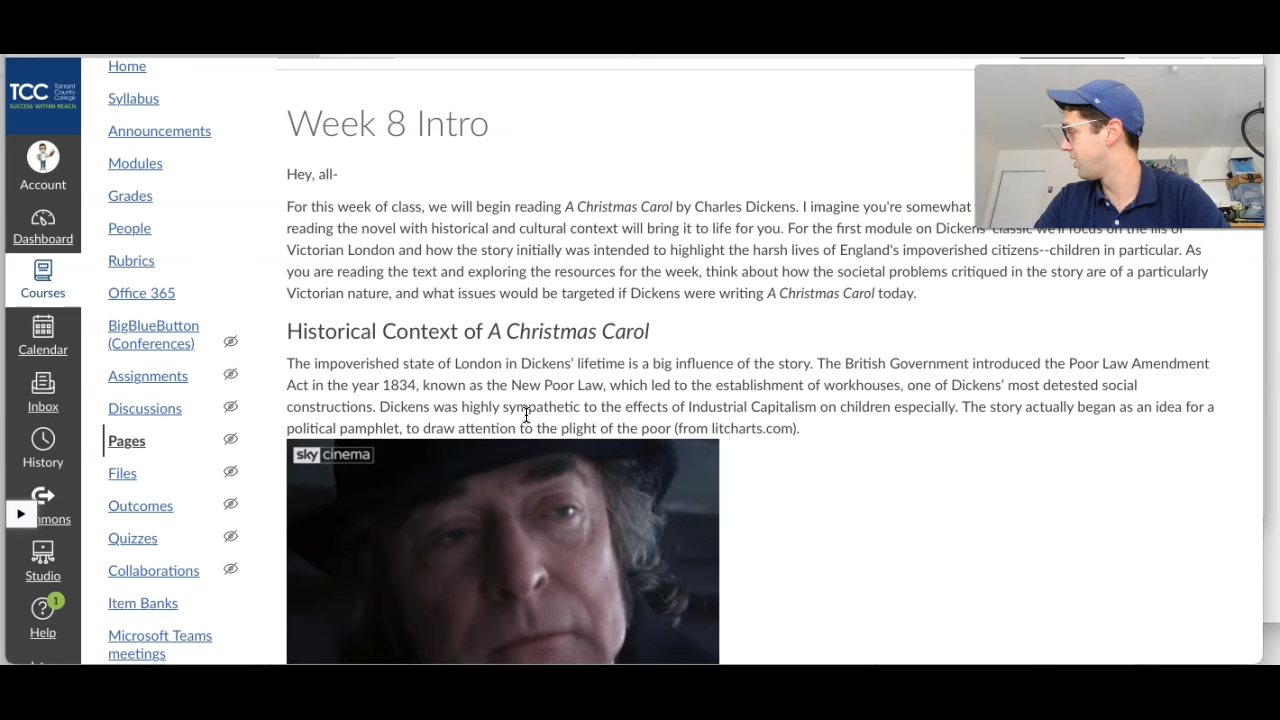 TCC Tarrant County College
SUCCESS WITHIN REACH.
Account
Dashboard
Courses
Calendar
Inbox
History
mmons
Studio
1
Help
Home
Syllabus
Announcements
Modules
Grades
People
Rubrics
Office 365
BigBlueButton
(Conferences)
Assignments
Discussions
Pages
Files
Outcomes
Quizzes
Collaborations
Item Banks
Microsoft Teams
meetings
Week 8 Intro
Hey, all-
For this week of class, we will begin reading A Christmas Carol by Charles Dickens. I imagine you're somewhat
reading the novel with historical and cultural context will bring it to life for you. For the first module on Dickens' classic we'll focus on the ills of
Victorian London and how the story initially was intended to highlight the harsh lives of England's impoverished citizens--children in particular. As
you are reading the text and exploring the resources for the week, think about how the societal problems critiqued in the story are of a particularly
Victorian nature, and what issues would be targeted if Dickens were writing A Christmas Carol today.
Historical Context of A Christmas Carol
The impoverished state of London in Dickens' lifetime is a big influence of the story. The British Government introduced the Poor Law Amendment
Act in the year 1834, known as the New Poor Law, which led to the establishment of workhouses, one of Dickens' most detested social
constructions. Dickens was highly sympathetic to the effects of Industrial Capitalism on children especially. The story actually began as an idea for a
political pamphlet, to draw attention to the plight of the poor (from litcharts.com).
sky cinema